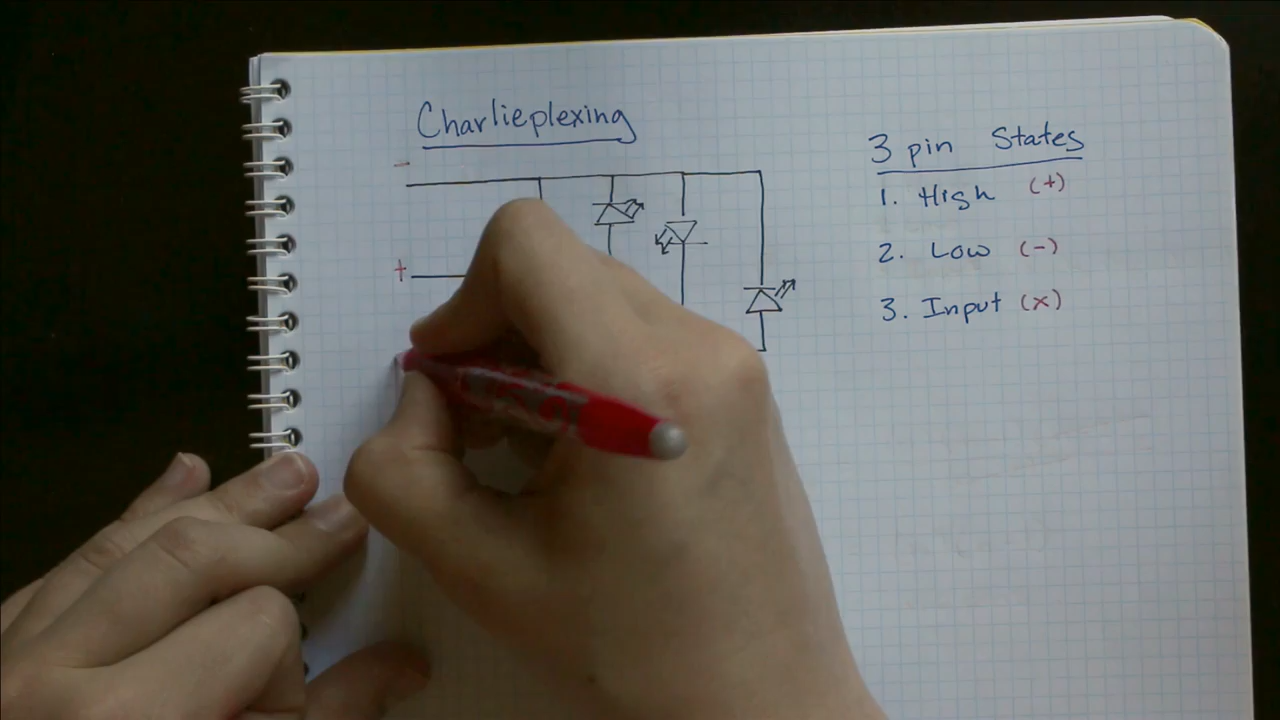 Charlieplexing
-
+
3 pin States
1. High (+)
2. Low (-)
3. Input (x)